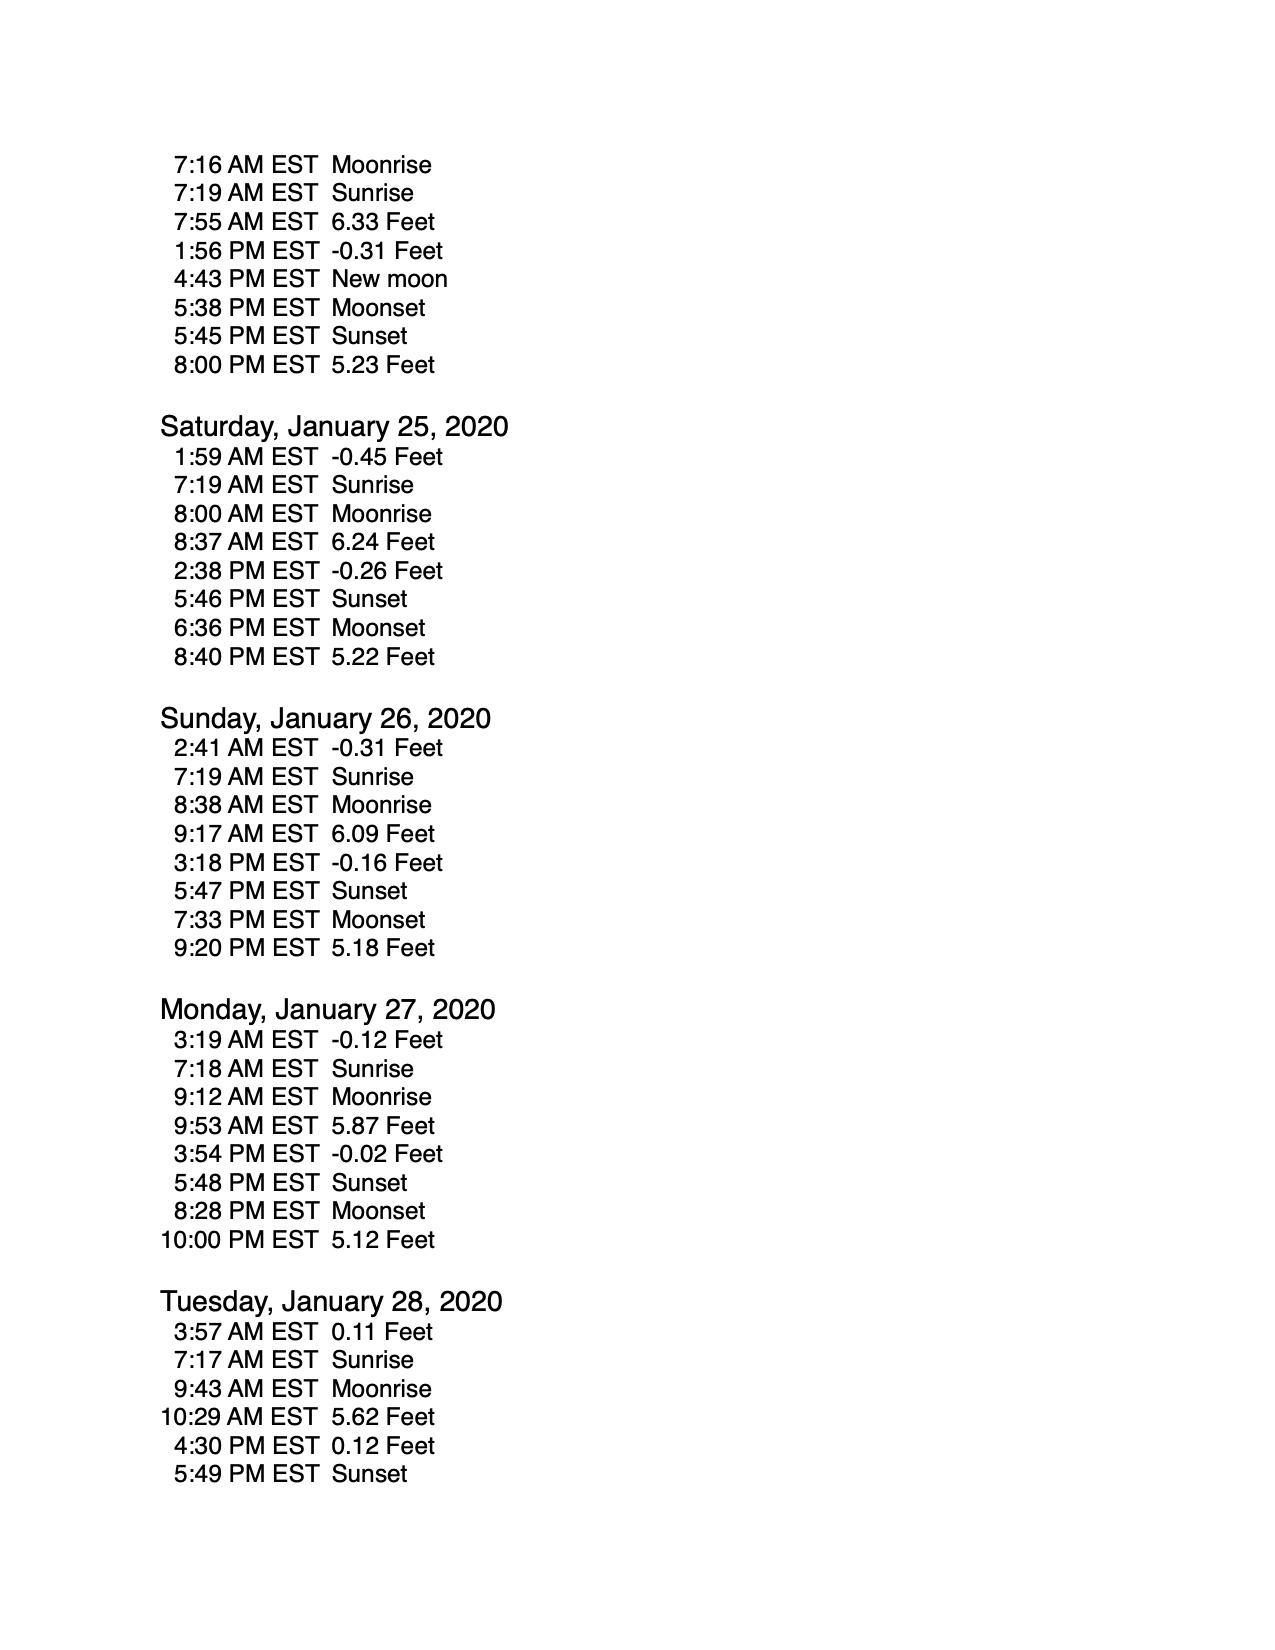 7:16 AM EST Moonrise
7:19 AM EST Sunrise
7:55 AM EST 6.33 Feet
1:56 PM EST -0.31 Feet
4:43 PM EST New moon
5:38 PM EST Moonset
5:45 PM EST Sunset
8:00 PM EST 5.23 Feet
Saturday, January 25, 2020
1:59 AM EST -0.45 Feet
7:19 AM EST Sunrise
8:00 AM EST Moonrise
8:37 AM EST 6.24 Feet
2:38 PM EST -0.26 Feet
5:46 PM EST Sunset
6:36 PM EST Moonset
8:40 PM EST 5.22 Feet
Sunday, January 26, 2020
2:41 AM EST -0.31 Feet
7:19 AM EST Sunrise
8:38 AM EST Moonrise
9:17 AM EST 6.09 Feet
3:18 PM EST -0.16 Feet
5:47 PM EST Sunset
7:33 PM EST Moonset
9:20 PM EST 5.18 Feet
Monday, January 27, 2020
3:19 AM EST -0.12 Feet
7:18 AM EST Sunrise
9:12 AM EST Moonrise
9:53 AM EST 5.87 Feet
3:54 PM EST -0.02 Feet
5:48 PM EST Sunset
8:28 PM EST Moonset
10:00 PM EST 5.12 Feet
Tuesday, January 28, 2020
3:57 AM EST 0.11 Feet
7:17 AM EST Sunrise
9:43 AM EST Moonrise
10:29 AM EST 5.62 Feet
4:30 PM EST 0.12 Feet
5:49 PM EST Sunset